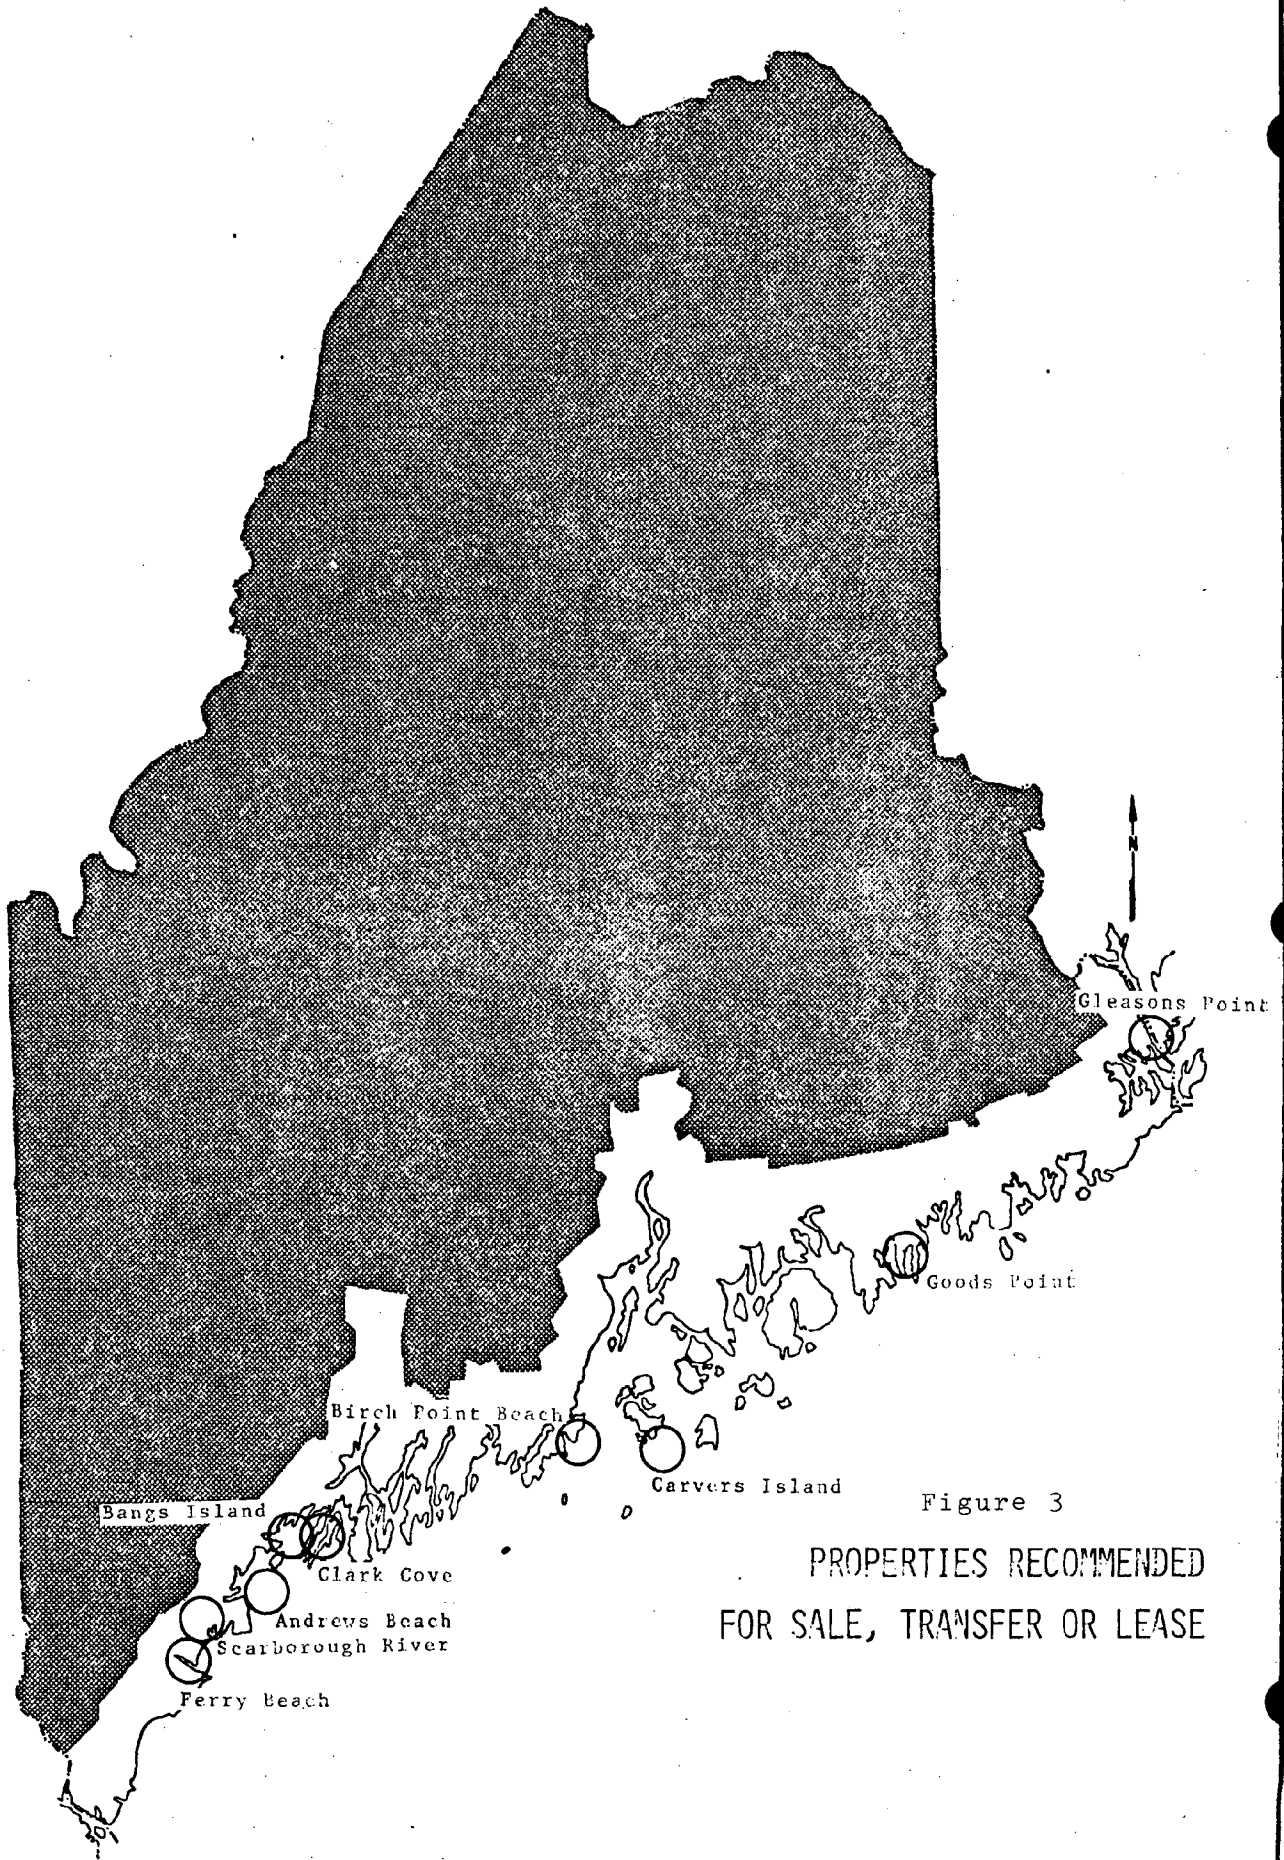 N
Gleasons Point
Goods Point
Birch Point Beach
Carvers Island
Bangs Island
Clark Cove
Andrews Beach
Scarborough River
Ferry Beach
Figure 3
PROPERTIES RECOMMENDED
FOR SALE, TRANSFER OR LEASE